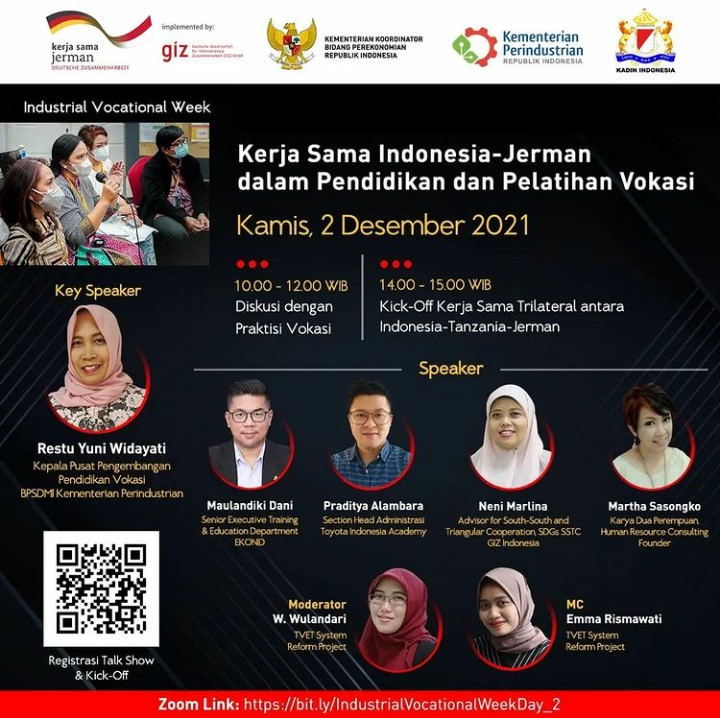 kerja sama
jerman
DEUTSCHE ZUSAMMENARBEIT
implemented by:
giz Deutsche Gesellschaft
für Internationale
Zusammenarbeit (GIZ) GmbH
KEMENTERIAN KOORDINATOR
BIDANG PEREKONOMIAN
REPUBLIK INDONESIA
Kementerian
Perindustrian
REPUBLIK INDONESIA
KADIN INDONESIA
Industrial Vocational Week
Kerja Sama Indonesia-Jerman
dalam Pendidikan dan Pelatihan Vokasi
Kamis, 2 Desember 2021
10.00 - 12.00 WIB
Diskusi dengan
Praktisi Vokasi
14.00 - 15.00 WIB
Kick-Off Kerja Sama Trilateral antara
Indonesia-Tanzania-Jerman
Key Speaker
Restu Yuni Widayati
Kepala Pusat Pengembangan
Pendidikan Vokasi
BPSDMI Kementerian Perindustrian
Speaker
Maulandiki Dani
Senior Executive Training
& Education Department
EKONID
Praditya Alambara
Section Head Administrasi
Toyota Indonesia Academy
Neni Marlina
Advisor for South-South and
Triangular Cooperation, SDGs SSTC
GIZ Indonesia
Martha Sasongko
Karya Dua Perempuan,
Human Resource Consulting
Founder
Registrasi Talk Show
& Kick-Off
Moderator
W. Wulandari
TVET System
Reform Project
MC
Emma Rismawati
TVET System
Reform Project
Zoom Link: https://bit.ly/IndustrialVocationalWeekDay_2